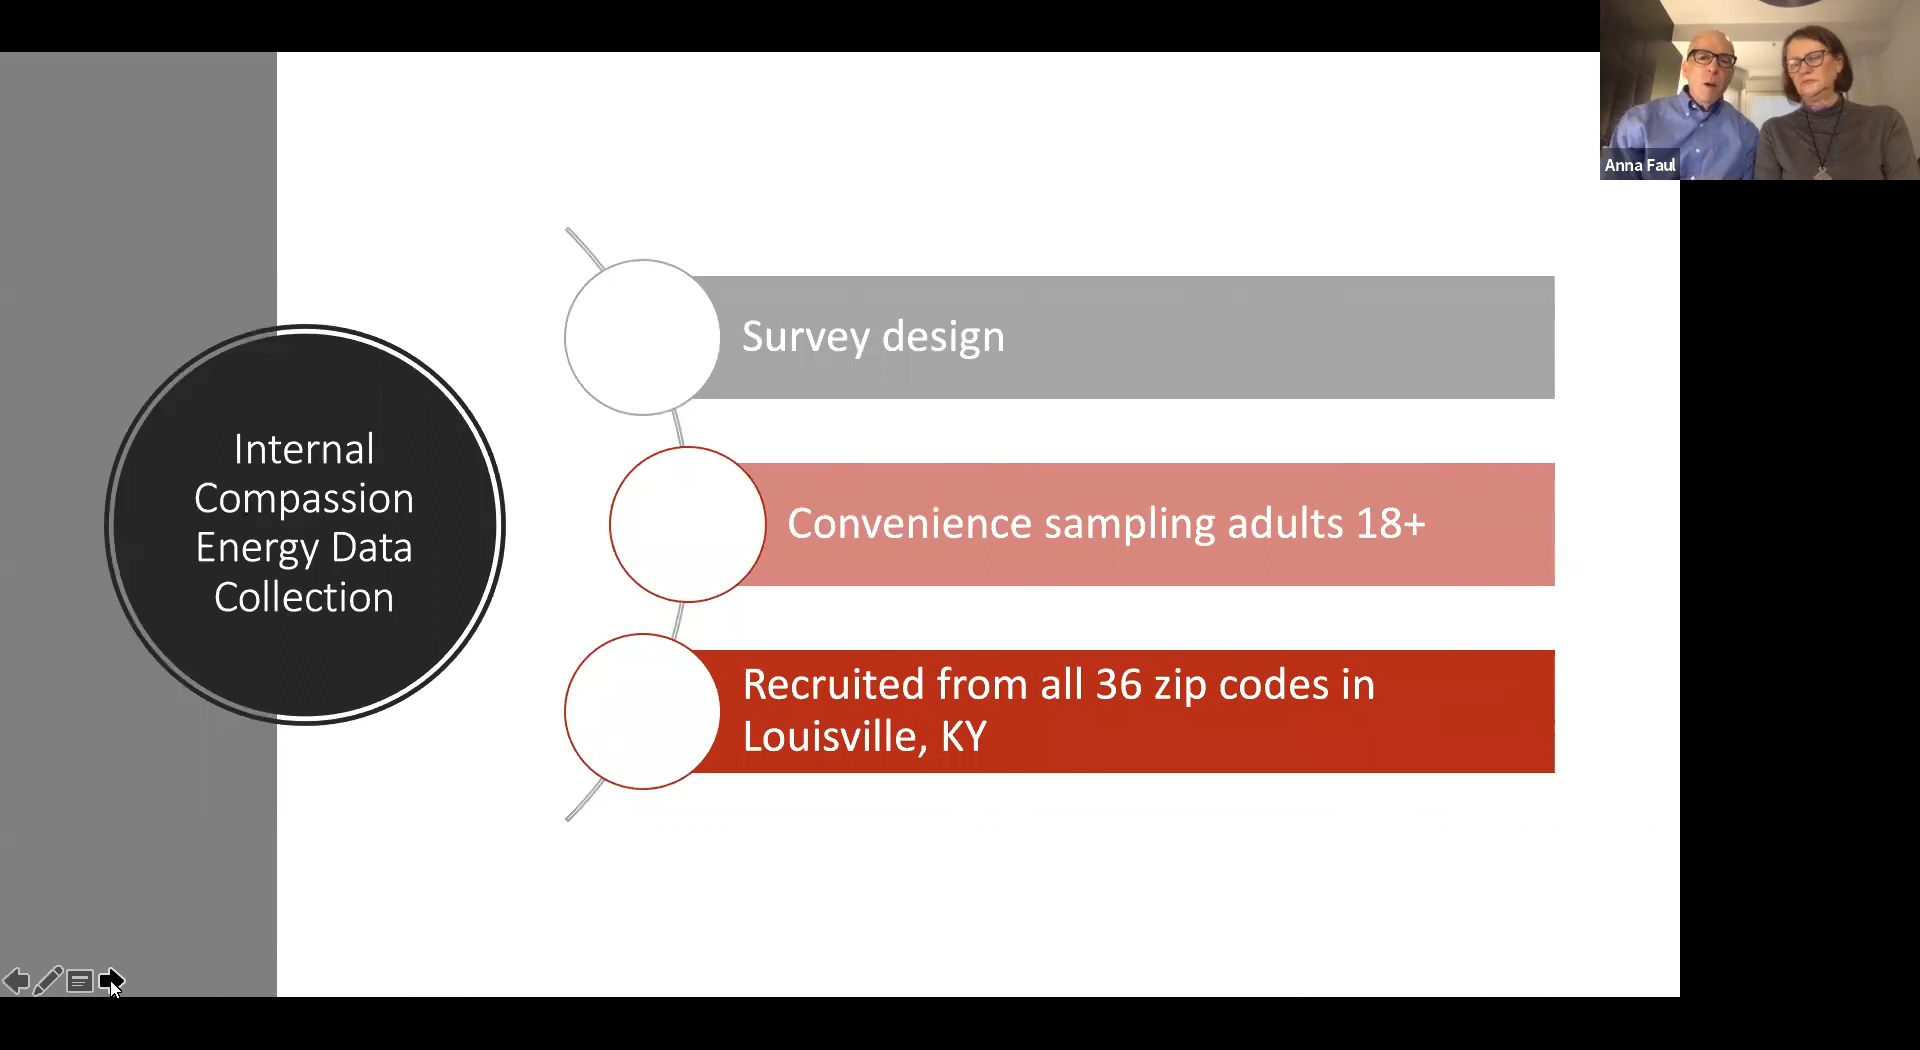 Anna Faul
Internal
Compassion
Energy Data
Collection
Survey design
Convenience sampling adults 18+
Recruited from all 36 zip codes in
Louisville, KY